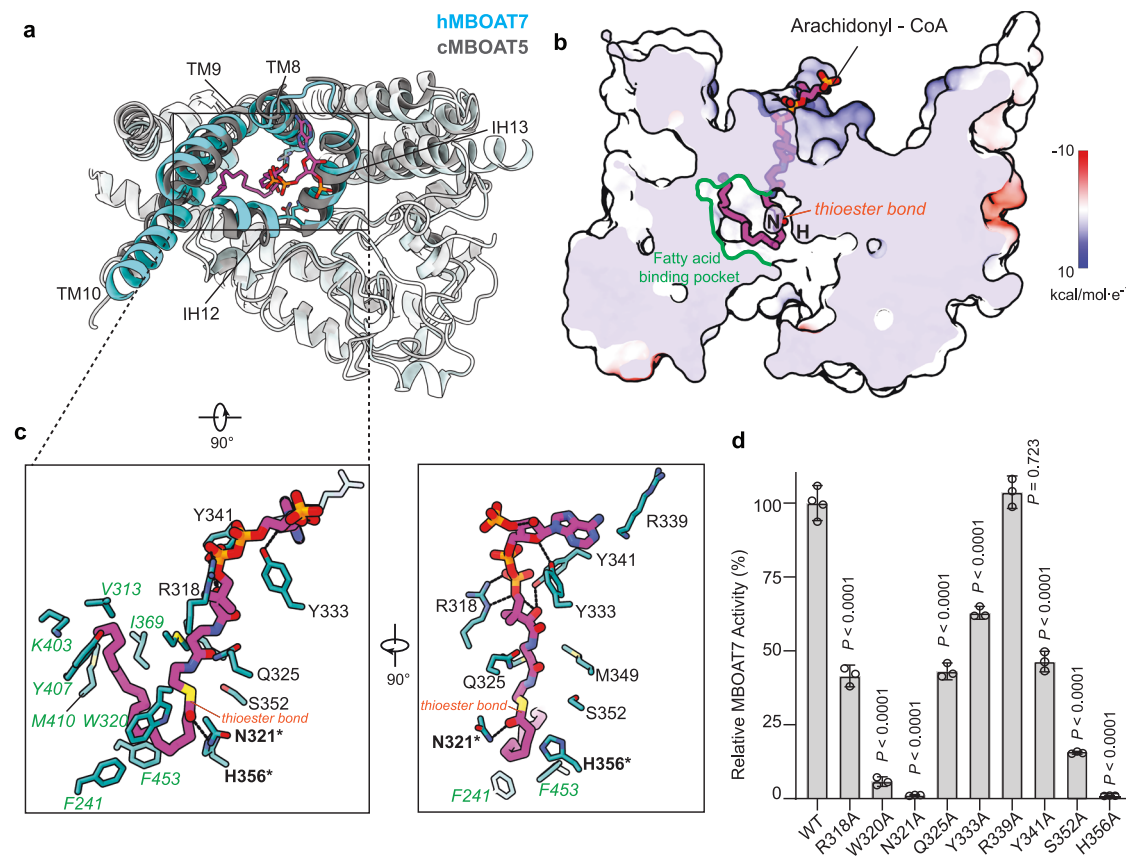 a
hMBOAT7
cMBOAT5
TM9
TM8
IH13
TM10
IH12
b
Arachidonyl - CoA
N
H
thioester bond
Fatty acid
binding pocket
-10
10
kcal/mol·e⁻
90°
c
Y341
R318
Y333
V313
I369
K403
Q325
Y407
S352
M410
W320
thioester bond
N321*
H356*
F453
F241
90°
R339
Y341
R318
Y333
Q325
M349
S352
thioester bond
N321*
H356*
F241
F453
d
Relative MBOAT7 Activity (%)
100
75
50
25
0
P < 0.0001
P < 0.0001
P < 0.0001
P < 0.0001
P < 0.0001
P = 0.723
P < 0.0001
P < 0.0001
P < 0.0001
WT
R318A
W320A
N321A
Q325A
Y333A
R339A
Y341A
S352A
H356A